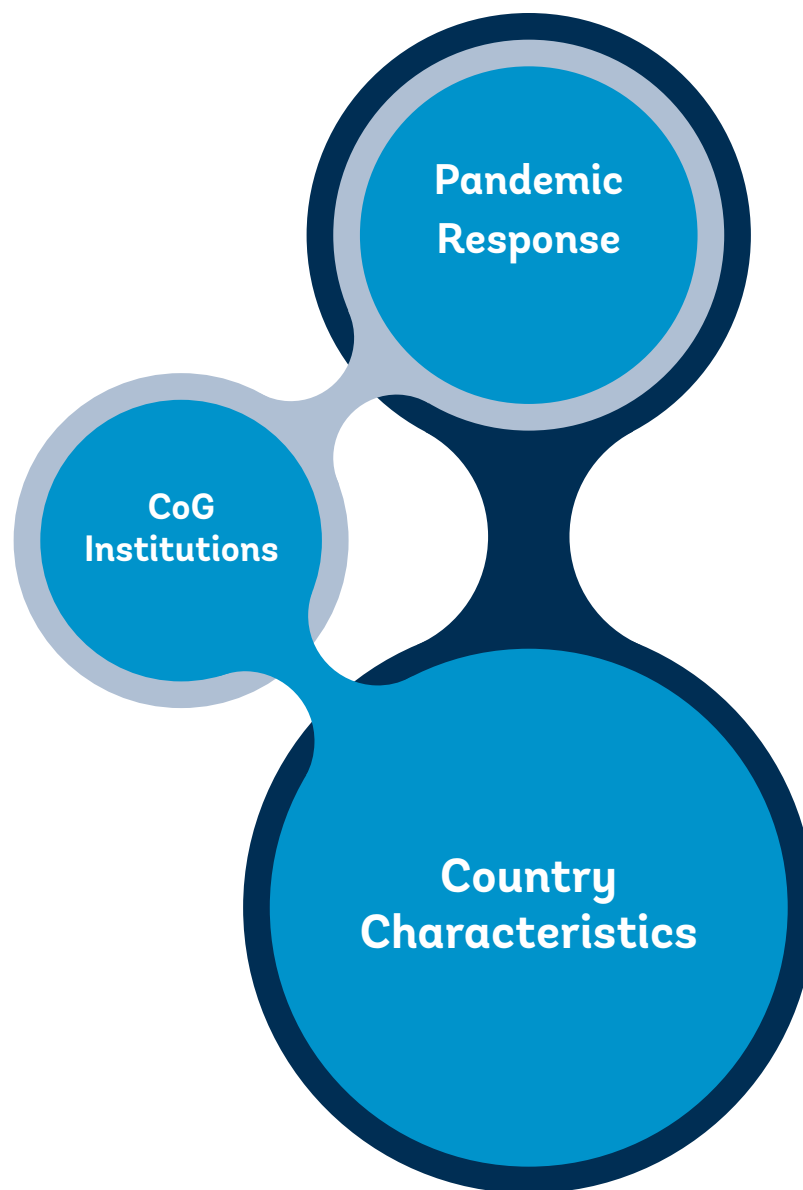 Pandemic
Response
CoG
Institutions
Country
Characteristics